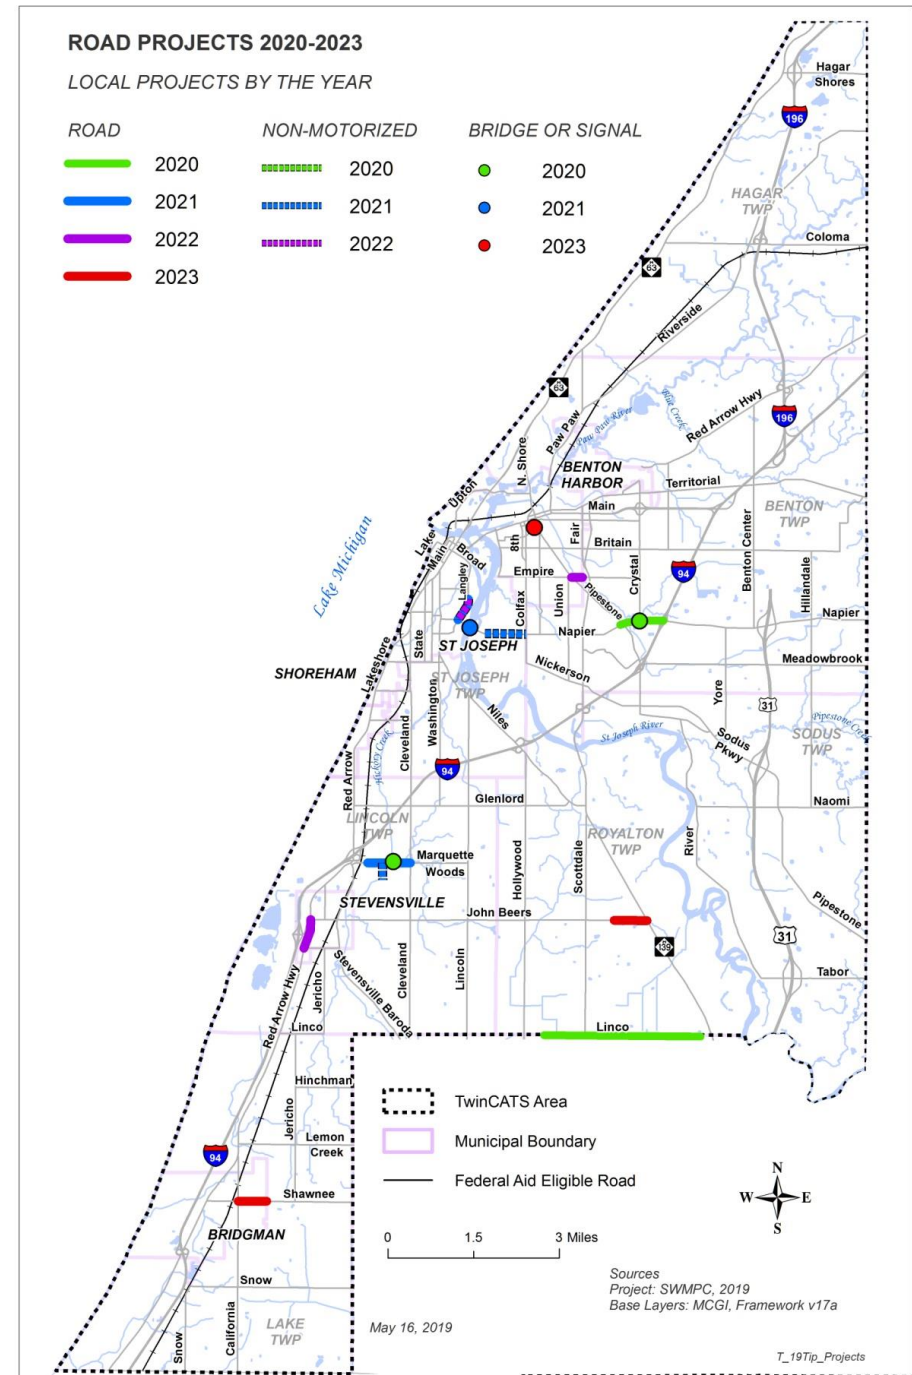 ROAD PROJECTS 2020-2023
LOCAL PROJECTS BY THE YEAR
ROAD
2020
2021
2022
2023
NON-MOTORIZED
2020
2021
2022
BRIDGE OR SIGNAL
2020
2021
2023
Hagar
Shores
196
HAGAR
TWP
Coloma
63
Riverside
63
Paw Paw
Paw Paw River
Blue Creek
Red Arrow Hwy
196
N. Shore
BENTON
HARBOR
Upton
Territorial
Main
BENTON
TWP
Lake Michigan
Lake
Main
Broad
8th
Fair
Britain
Crystal
94
Benton Center
Hillandale
Langley
Empire
Colfax
Union
Pipestone
Napier
Napier
State
ST JOSEPH
Lakeshore
SHOREHAM
ST JOSEPH
TWP
Nickerson
Meadowbrook
Yore
31
Washington
Cleveland
Niles
St Joseph River
Sodus
Pkwy
SODUS
TWP
Pipestone Creek
Hickory Creek
94
Red Arrow
Glenlord
Naomi
LINCOLN
TWP
ROYALTON
TWP
River
Marquette
Woods
Hollywood
Scottdale
STEVENSVILLE
John Beers
Pipestone
139
31
Tabor
Red Arrow Hwy
Jericho
Stevensville Baroda
Cleveland
Lincoln
Linco
Linco
Hinchman
Jericho
Lemon
Creek
94
Shawnee
BRIDGMAN
Snow
Snow
California
LAKE
TWP
TwinCATS Area
Municipal Boundary
Federal Aid Eligible Road
N
W
E
S
0
1.5
3 Miles
Sources
Project: SWMPC, 2019
Base Layers: MCGI, Framework v17a
May 16, 2019
T_19Tip_Projects